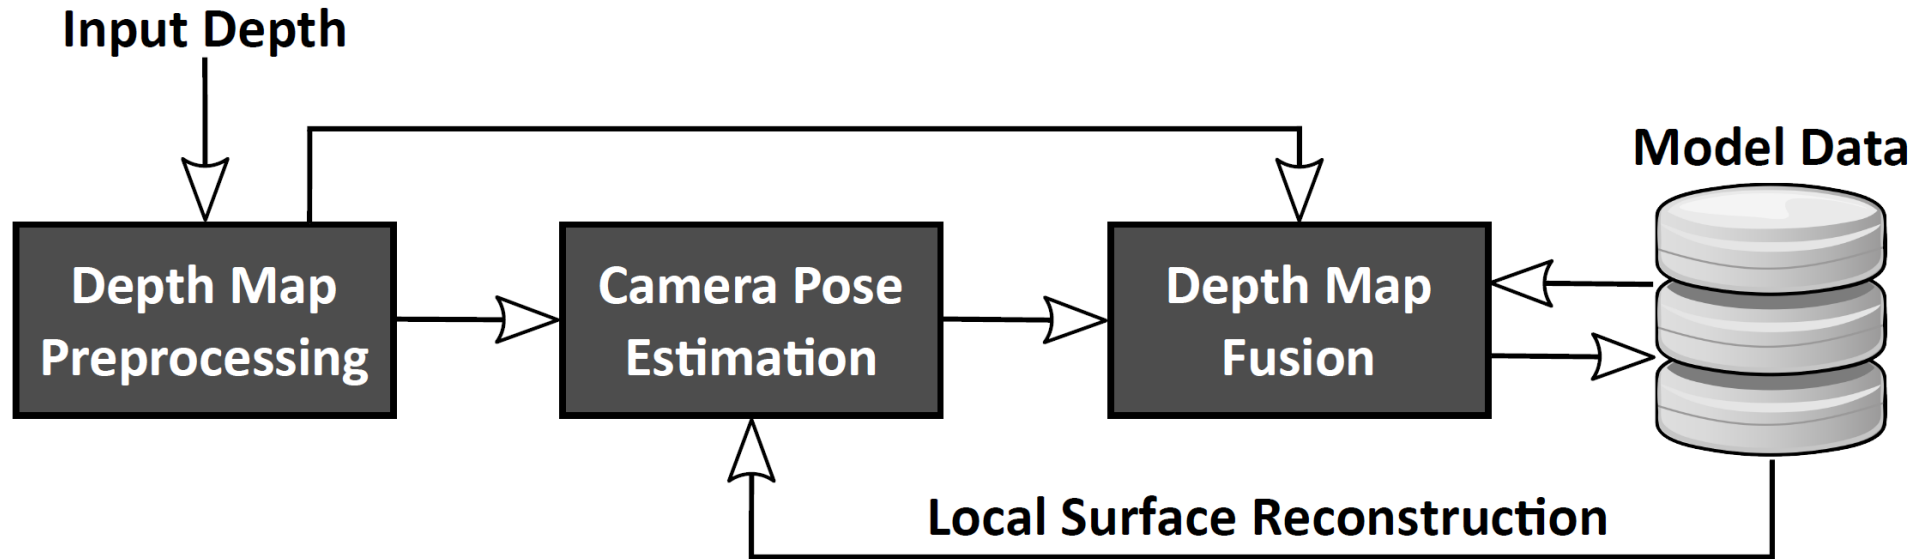 Input Depth
Model Data
Depth Map
Preprocessing
Camera Pose
Estimation
Depth Map
Fusion
Local Surface Reconstruction